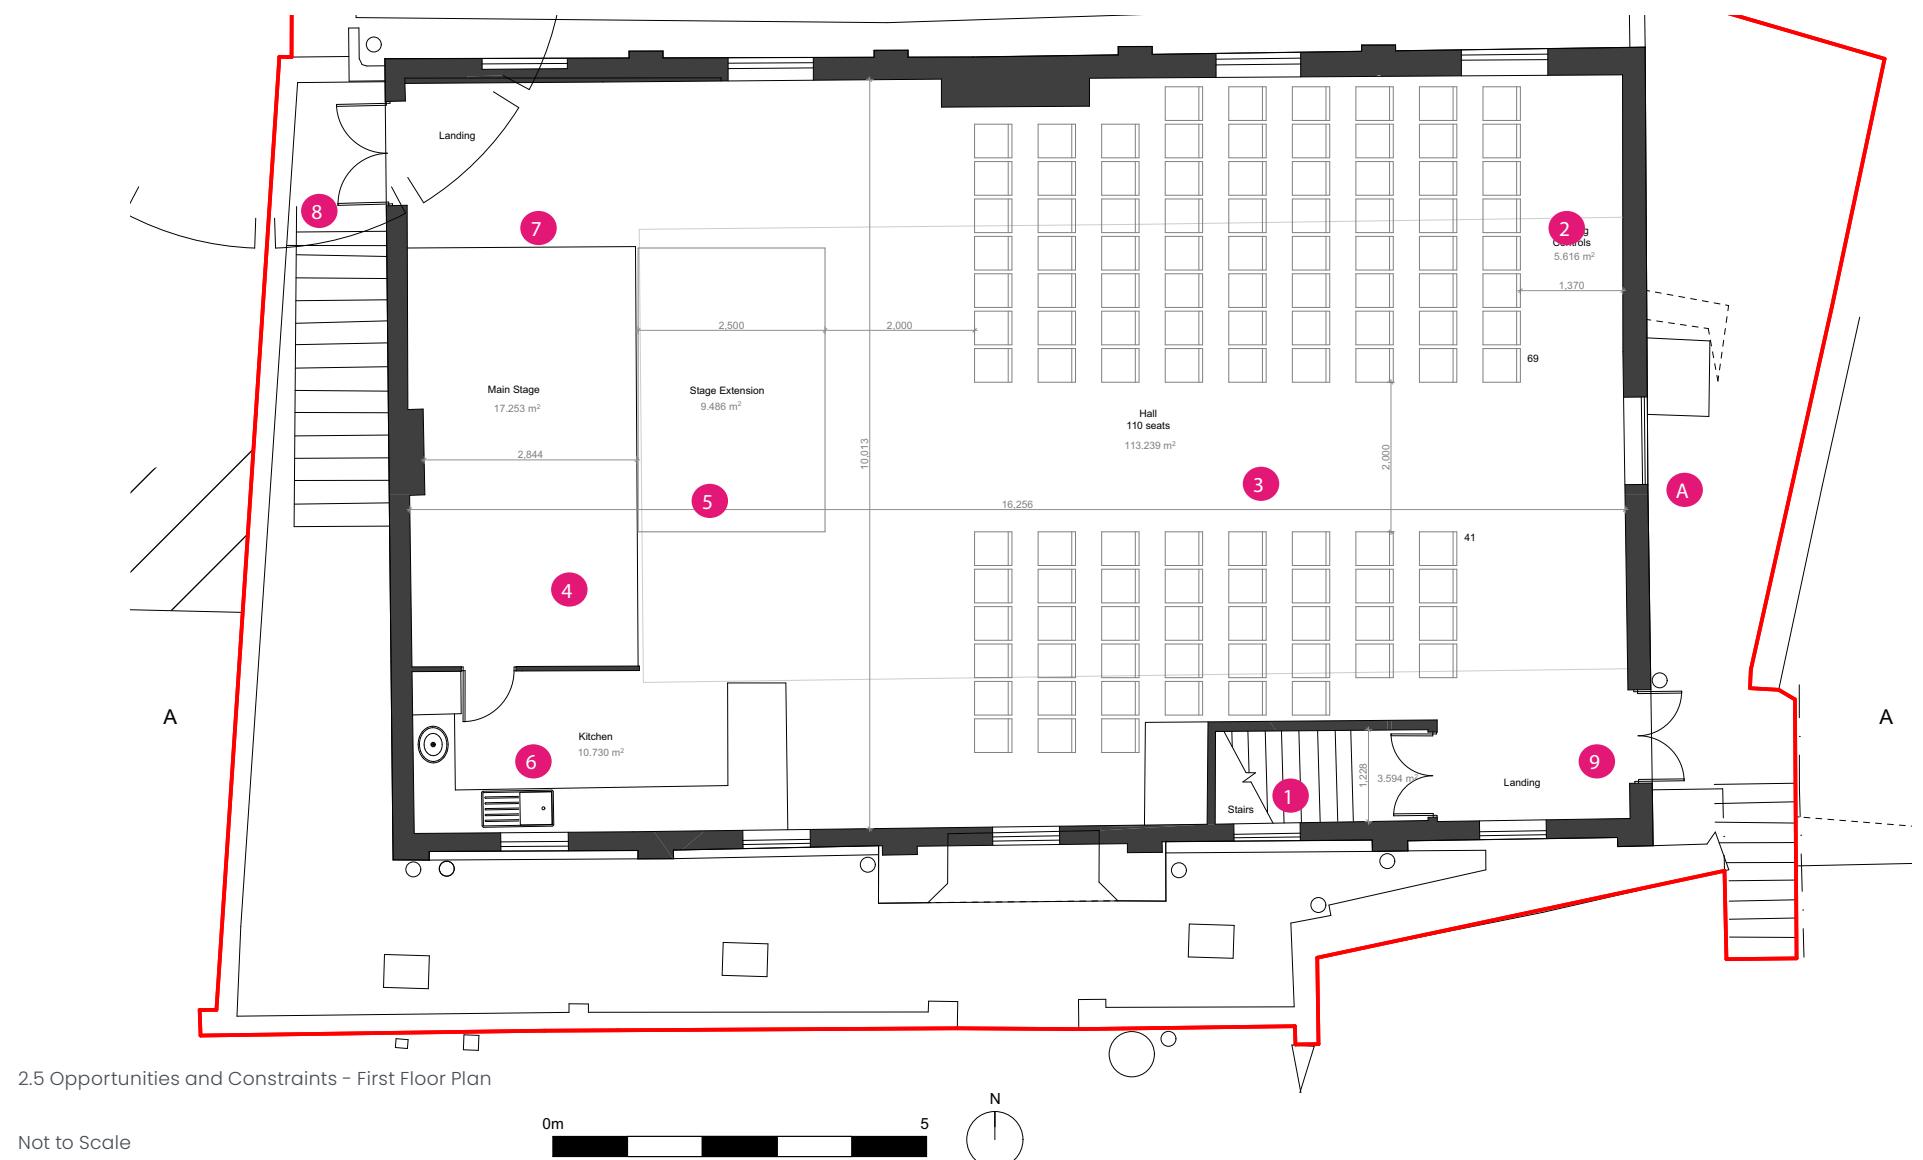 Landing
8
7
2
Controls
5.616 m²
1,370
2,500
2,000
69
Main Stage
17.253 m²
Stage Extension
9.486 m²
Hall
110 seats
113.239 m²
2,844
10,013
2,000
3
A
5
16,256
41
4
A
A
Kitchen
10.730 m²
6
9
1,228
3.594 m²
Landing
1
Stairs
2.5 Opportunities and Constraints - First Floor Plan
N
0m
5
Not to Scale